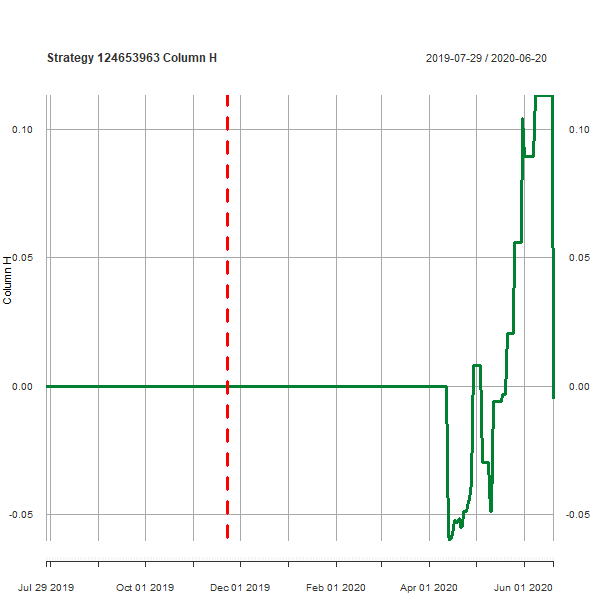 Strategy 124653963 Column H
2019-07-29 / 2020-06-20
0.10
0.10
0.05
0.05
Column H
0.00
0.00
-0.05
-0.05
Jul 29 2019
Oct 01 2019
Dec 01 2019
Feb 01 2020
Apr 01 2020
Jun 01 2020